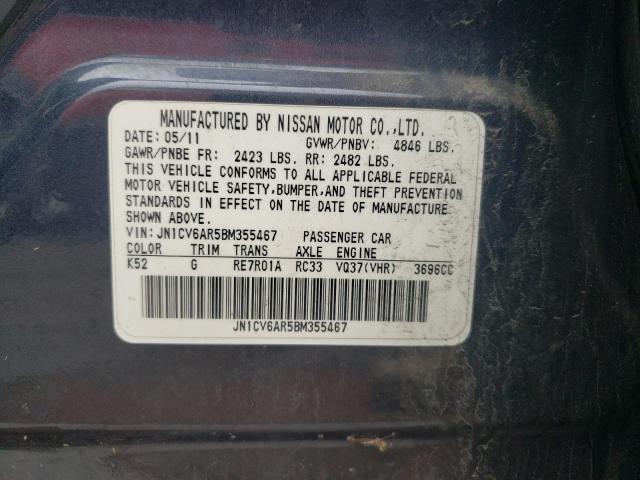 MANUFACTURED BY NISSAN MOTOR CO.,LTD.
DATE: 05/11 GVWR/PNBV: 4846 LBS.
GAWR/PNBE FR: 2423 LBS. RR: 2482 LBS.
THIS VEHICLE CONFORMS TO ALL APPLICABLE FEDERAL
MOTOR VEHICLE SAFETY,BUMPER,AND THEFT PREVENTION
STANDARDS IN EFFECT ON THE DATE OF MANUFACTURE
SHOWN ABOVE.
VIN: JN1CV6AR5BM355467 PASSENGER CAR
COLOR TRIM TRANS AXLE ENGINE
K52 G RE7R01A RC33 VQ37(VHR) 3696CC
JN1CV6AR5BM355467